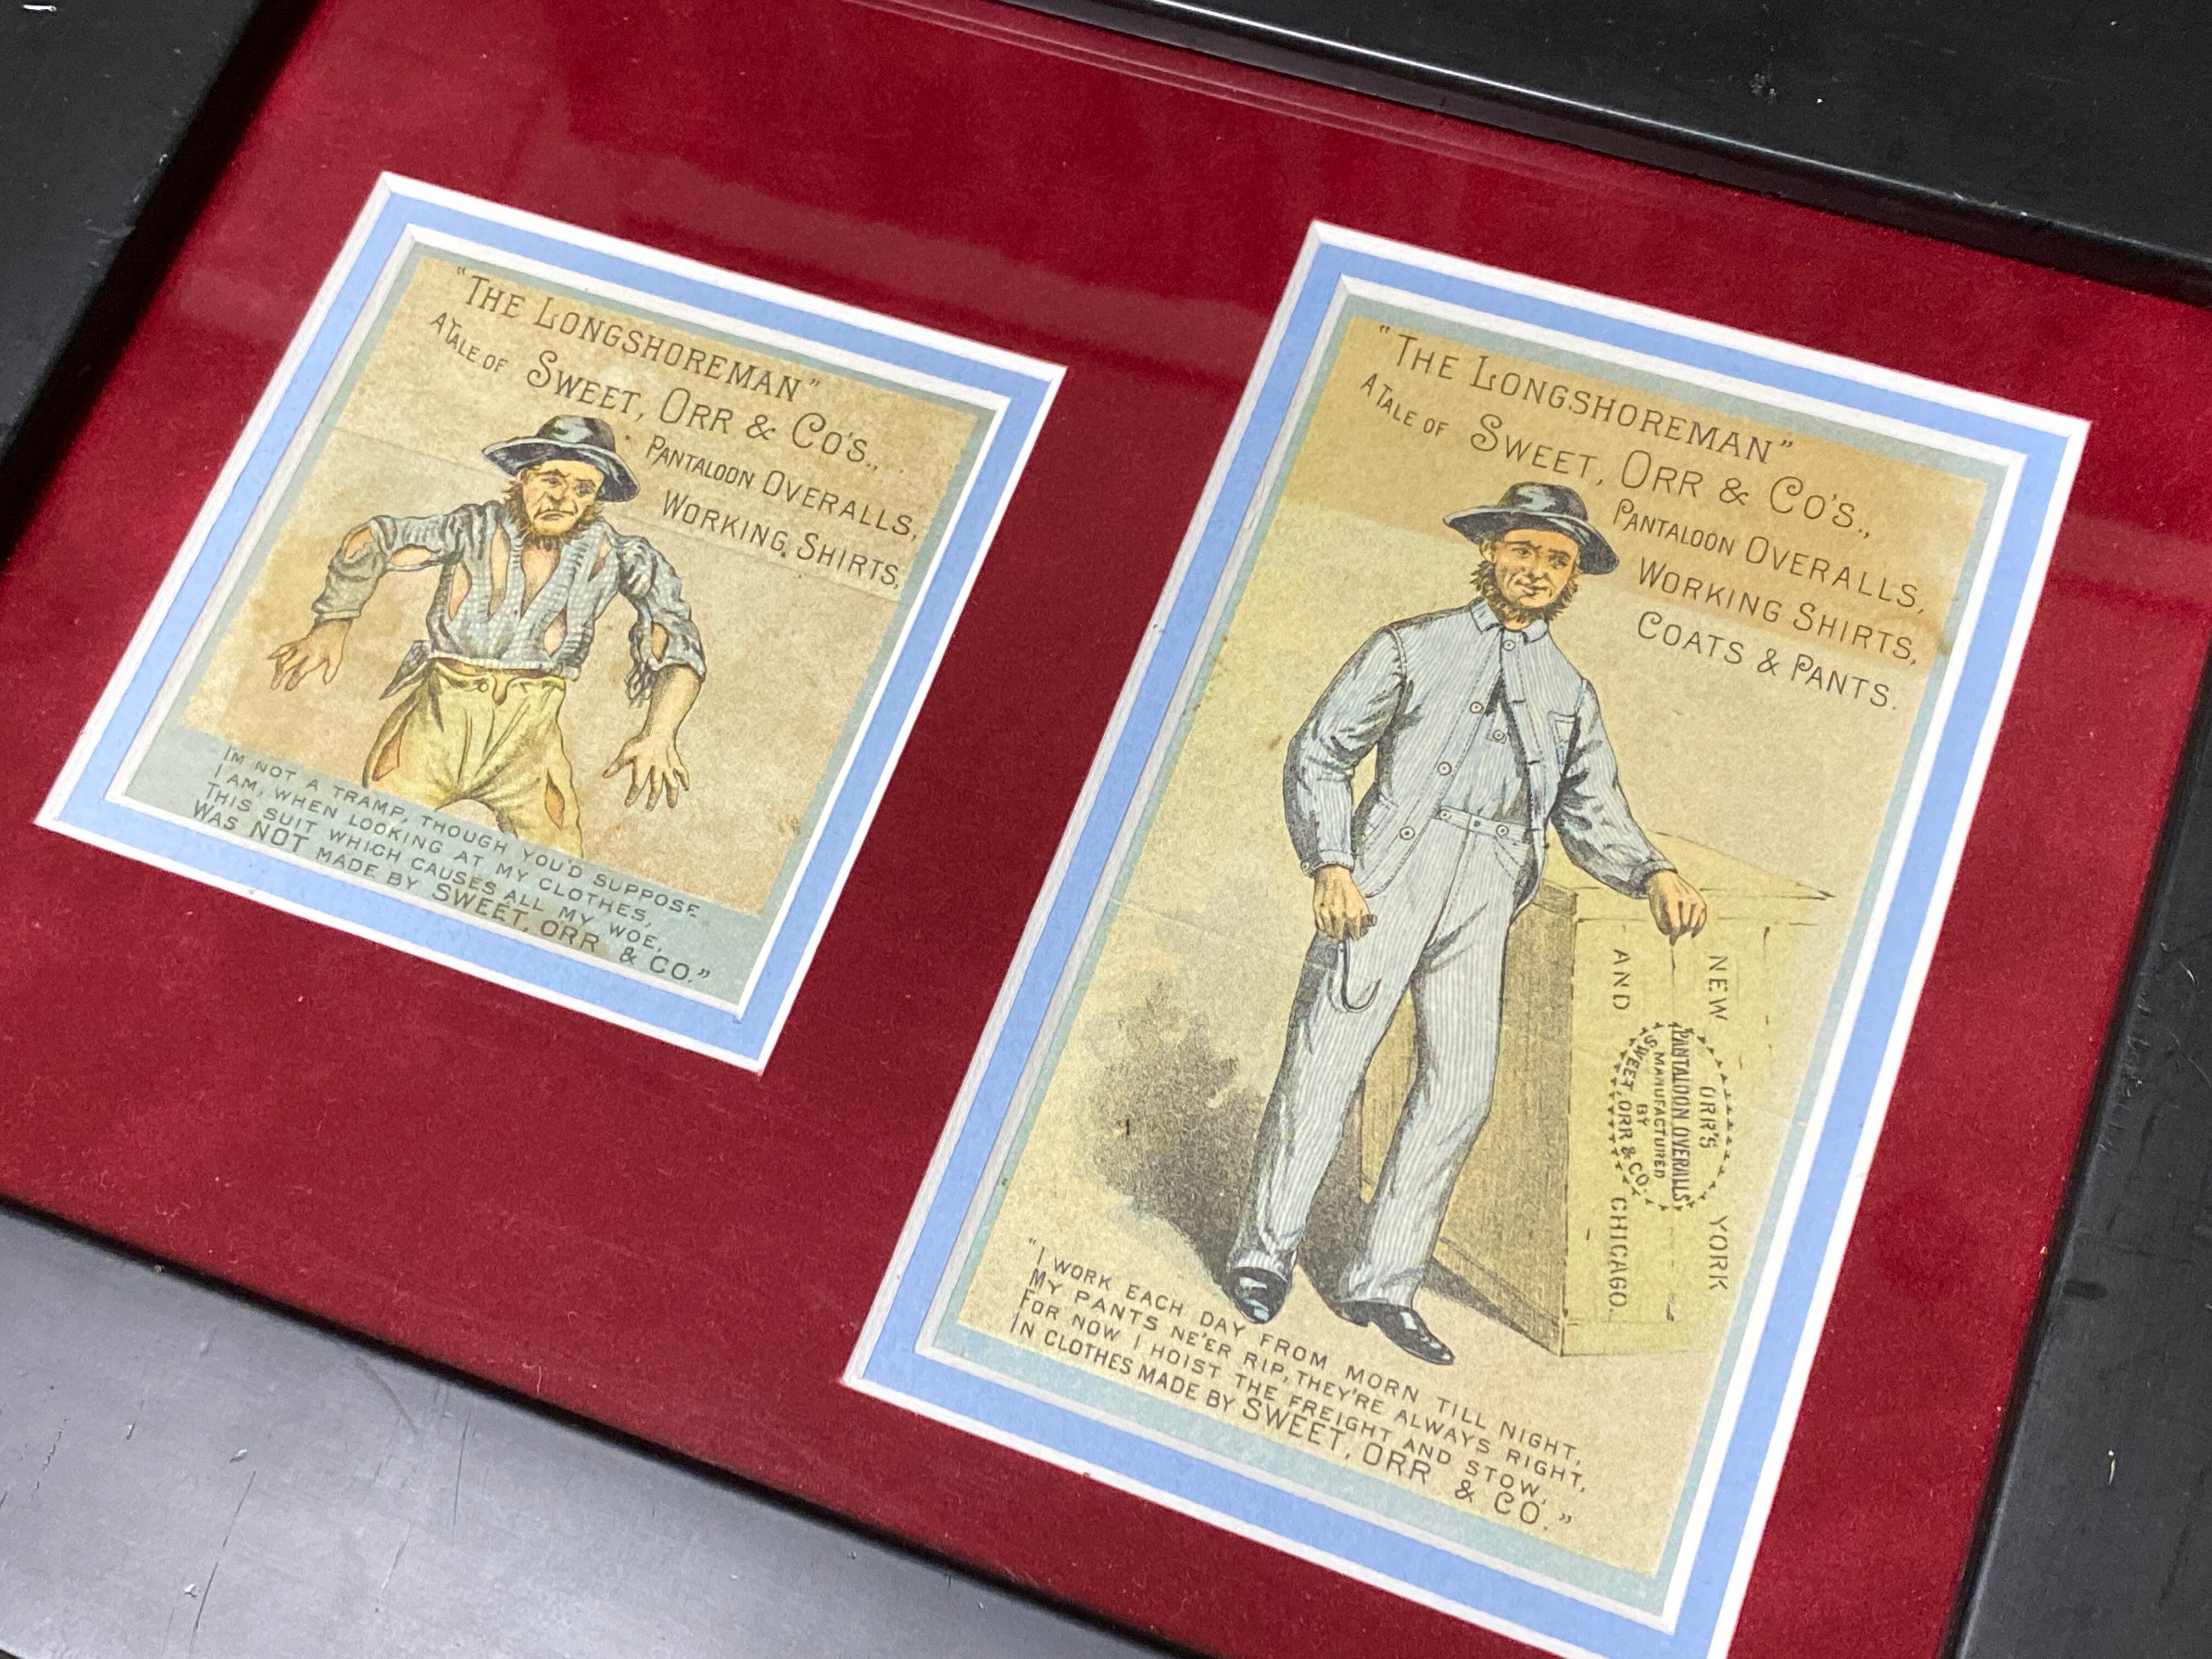 "THE LONGSHOREMAN"
A TALE OF SWEET, ORR & CO'S.,
PANTALOON OVERALLS,
WORKING SHIRTS,
IM NOT A TRAMP, THOUGH YOU'D SUPPOSE
I AM, WHEN LOOKING AT MY CLOTHES,
THIS SUIT WHICH CAUSES ALL MY WOE,
WAS NOT MADE BY SWEET, ORR & CO."
"THE LONGSHOREMAN"
A TALE OF SWEET, ORR & CO'S.,
PANTALOON OVERALLS,
WORKING SHIRTS,
COATS & PANTS.
NEW YORK
ORR'S
PANTALOON OVERALLS
MANUFACTURED
BY
SWEET, ORR & CO.
AND CHICAGO.
"I WORK EACH DAY FROM MORN TILL NIGHT,
MY PANTS NE'ER RIP, THEY'RE ALWAYS RIGHT,
FOR NOW I HOIST THE FREIGHT AND STOW,
IN CLOTHES MADE BY SWEET, ORR & CO."